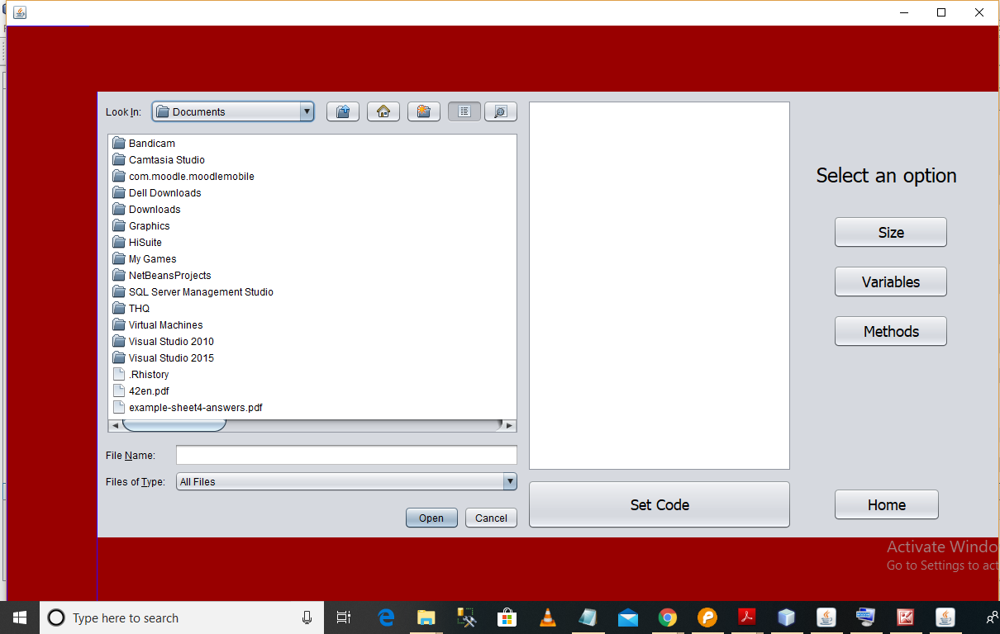 Look In:
Documents
Bandicam
Camtasia Studio
com.moodle.moodlemobile
Dell Downloads
Downloads
Graphics
HiSuite
My Games
NetBeansProjects
SQL Server Management Studio
THQ
Virtual Machines
Visual Studio 2010
Visual Studio 2015
.Rhistory
42en.pdf
example-sheet4-answers.pdf
File Name:
Files of Type:
All Files
Open
Cancel
Set Code
Select an option
Size
Variables
Methods
Home
Activate Windo
Go to Settings to act
Type here to search